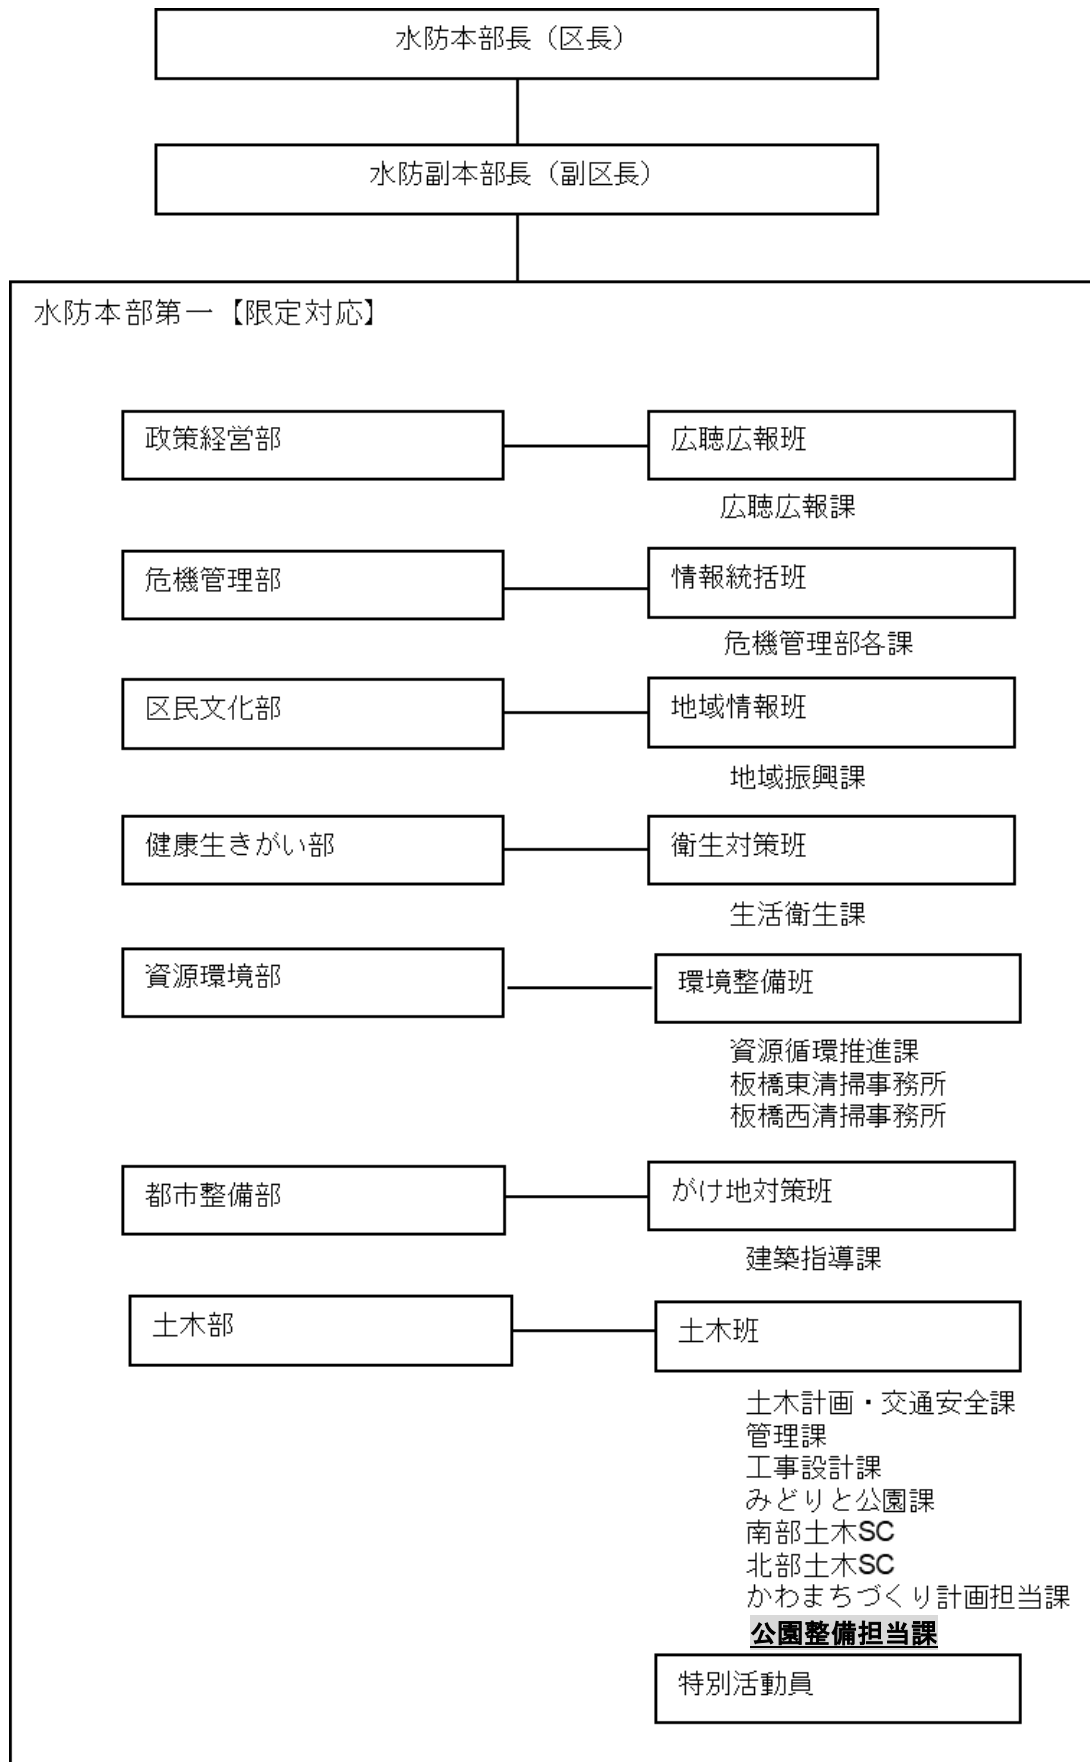 水防本部長（区長）
水防副本部長（副区長）
水防本部第一【限定対応】
政策経営部
広聴広報班
広聴広報課
危機管理部
情報統括班
危機管理部各課
区民文化部
地域情報班
地域振興課
健康生きがい部
衛生対策班
生活衛生課
資源環境部
環境整備班
資源循環推進課
板橋東清掃事務所
板橋西清掃事務所
都市整備部
がけ地対策班
建築指導課
土木部
土木班
土木計画・交通安全課
管理課
工事設計課
みどりと公園課
南部土木SC
北部土木SC
かわまちづくり計画担当課
公園整備担当課
特別活動員